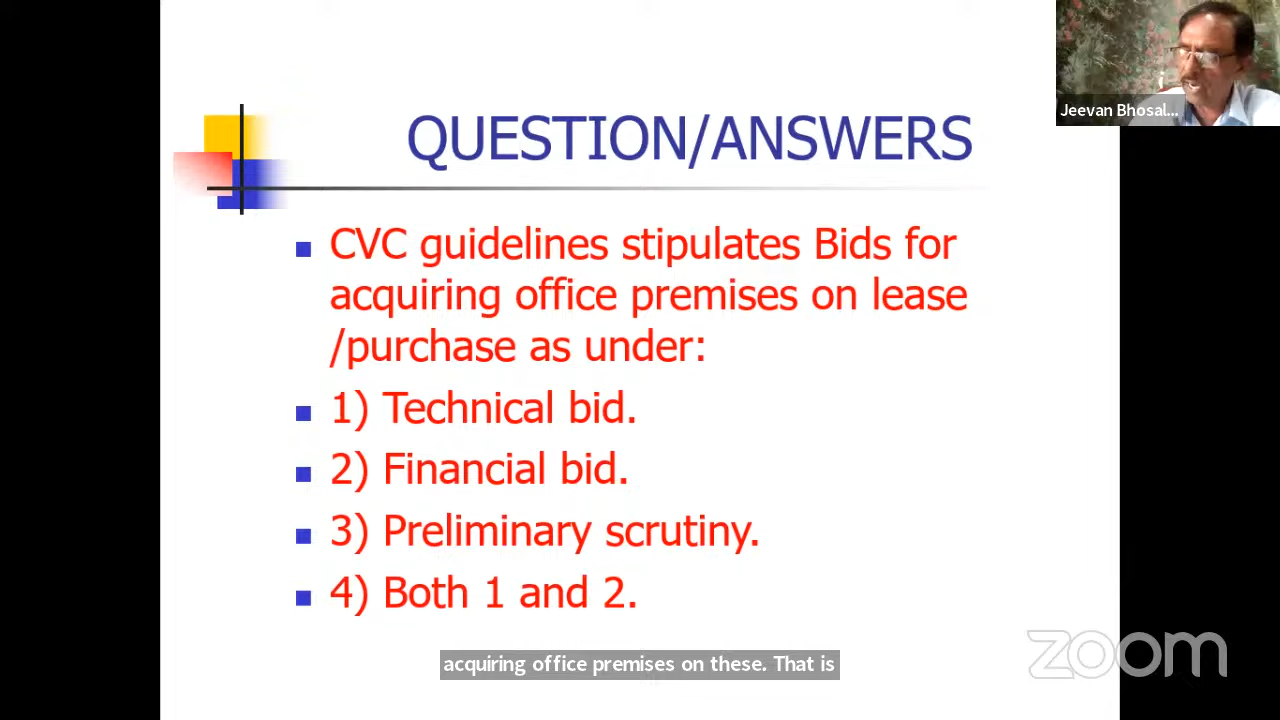 Jeevan Bhosal...
QUESTION/ANSWERS
CVC guidelines stipulates Bids for
acquiring office premises on lease
/purchase as under:
1) Technical bid.
2) Financial bid.
3) Preliminary scrutiny.
4) Both 1 and 2.
acquiring office premises on these. That is
zoom